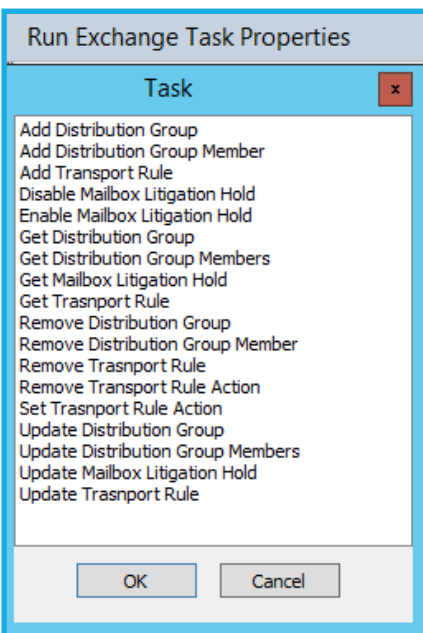 Run Exchange Task Properties
Task
x
Add Distribution Group
Add Distribution Group Member
Add Transport Rule
Disable Mailbox Litigation Hold
Enable Mailbox Litigation Hold
Get Distribution Group
Get Distribution Group Members
Get Mailbox Litigation Hold
Get Trasnport Rule
Remove Distribution Group
Remove Distribution Group Member
Remove Trasnport Rule
Remove Transport Rule Action
Set Trasnport Rule Action
Update Distribution Group
Update Distribution Group Members
Update Mailbox Litigation Hold
Update Trasnport Rule
OK Cancel